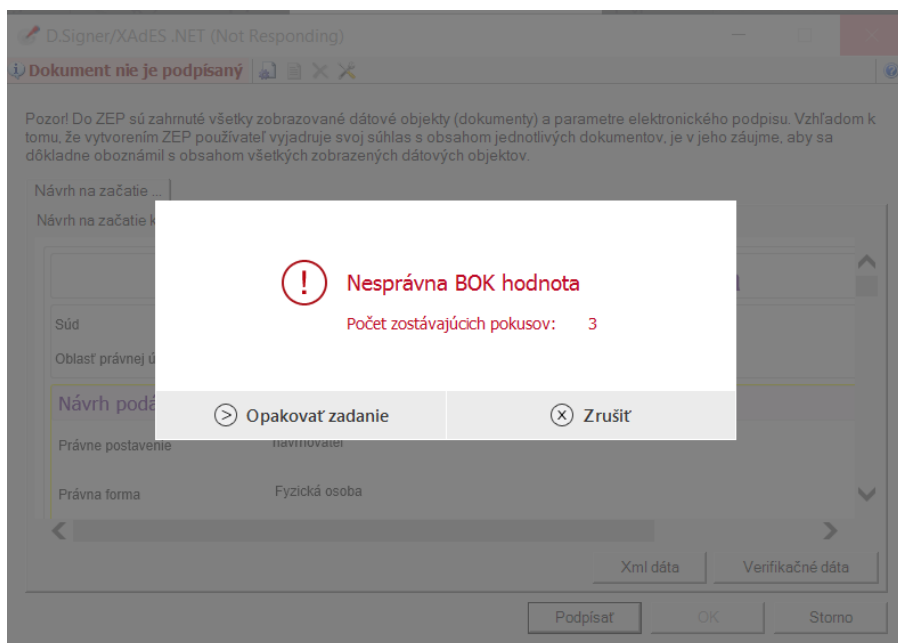 D.Signer/XAdES .NET (Not Responding)
Dokument nie je podpísaný
Pozor! Do ZEP sú zahrnuté všetky zobrazované dátové objekty (dokumenty) a parametre elektronického podpisu. Vzhľadom k
tomu, že vytvorením ZEP používateľ vyjadruje svoj súhlas s obsahom jednotlivých dokumentov, je v jeho záujme, aby sa
dôkladne oboznámil s obsahom všetkých zobrazených dátových objektov.
Návrh na začatie ...
Návrh na začatie k
Súd
Oblasť právnej ú
Návrh podá
Nesprávna BOK hodnota
Počet zostávajúcich pokusov: 3
Opakovať zadanie
Zrušiť
Právne postavenie navrhovateľ
Právna forma Fyzická osoba
Xml dáta Verifikačné dáta
Podpísať OK Storno